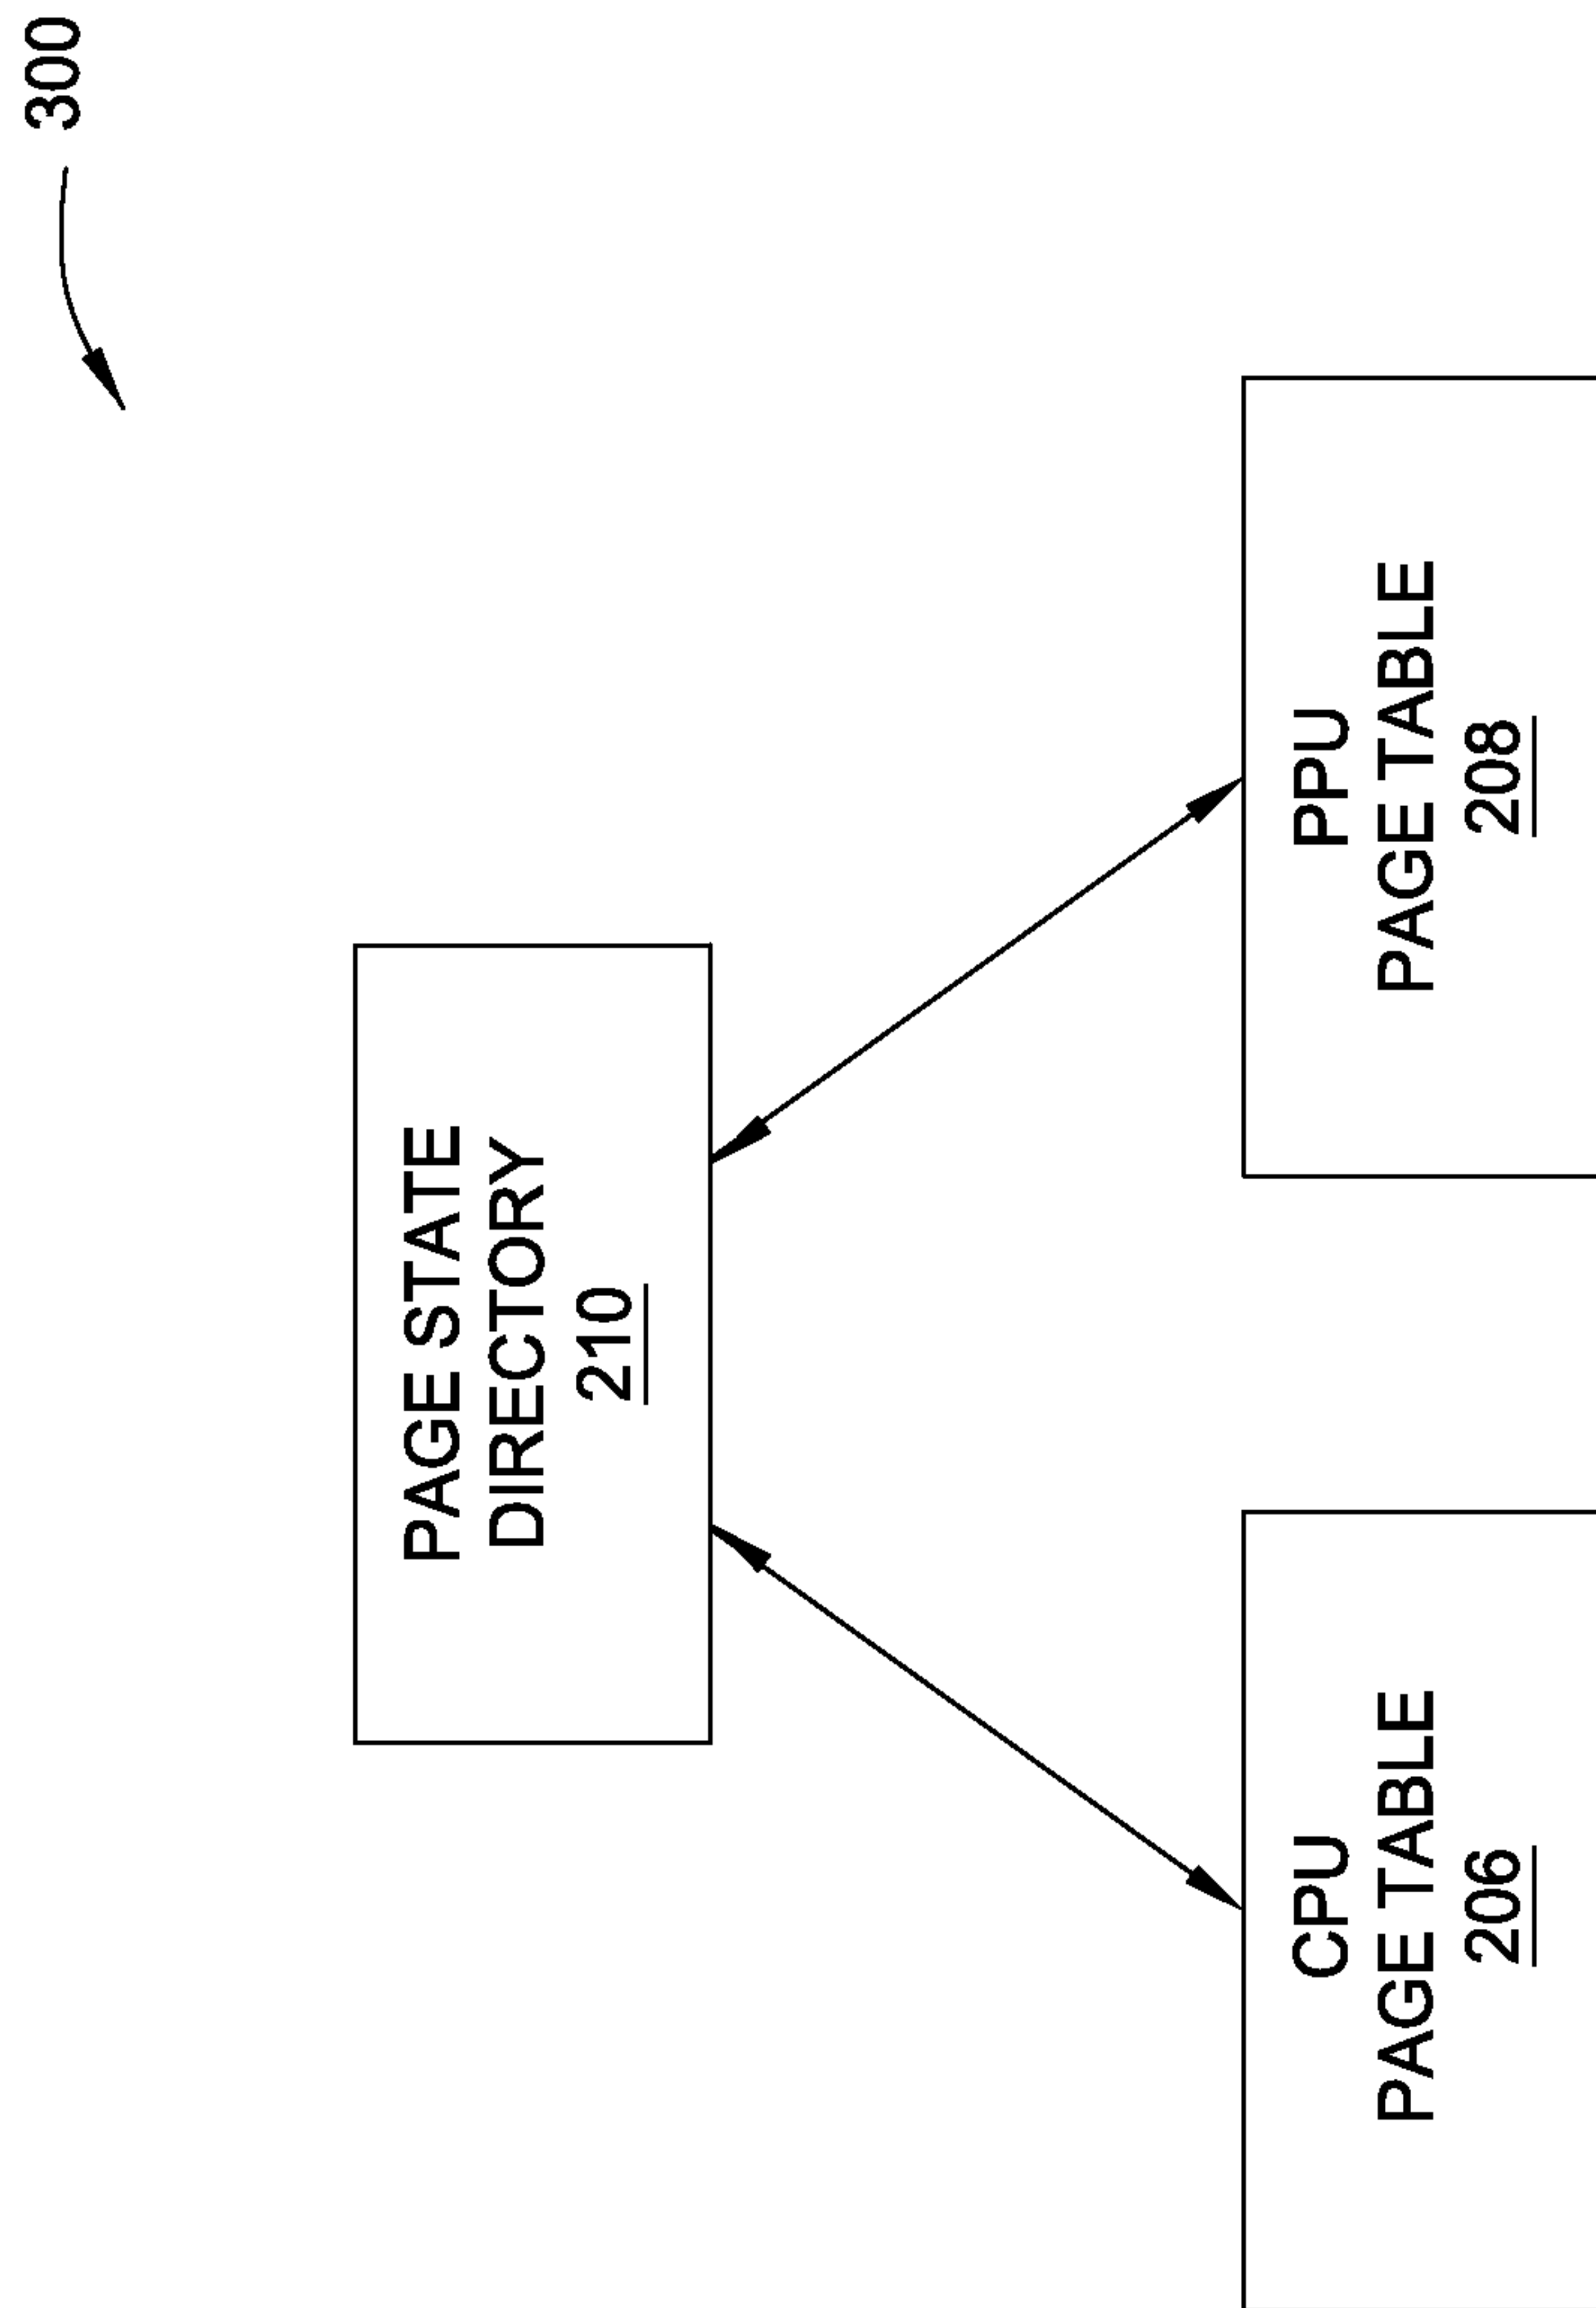 300
PAGE STATE
DIRECTORY
210
CPU
PAGE TABLE
206
PPU
PAGE TABLE
208